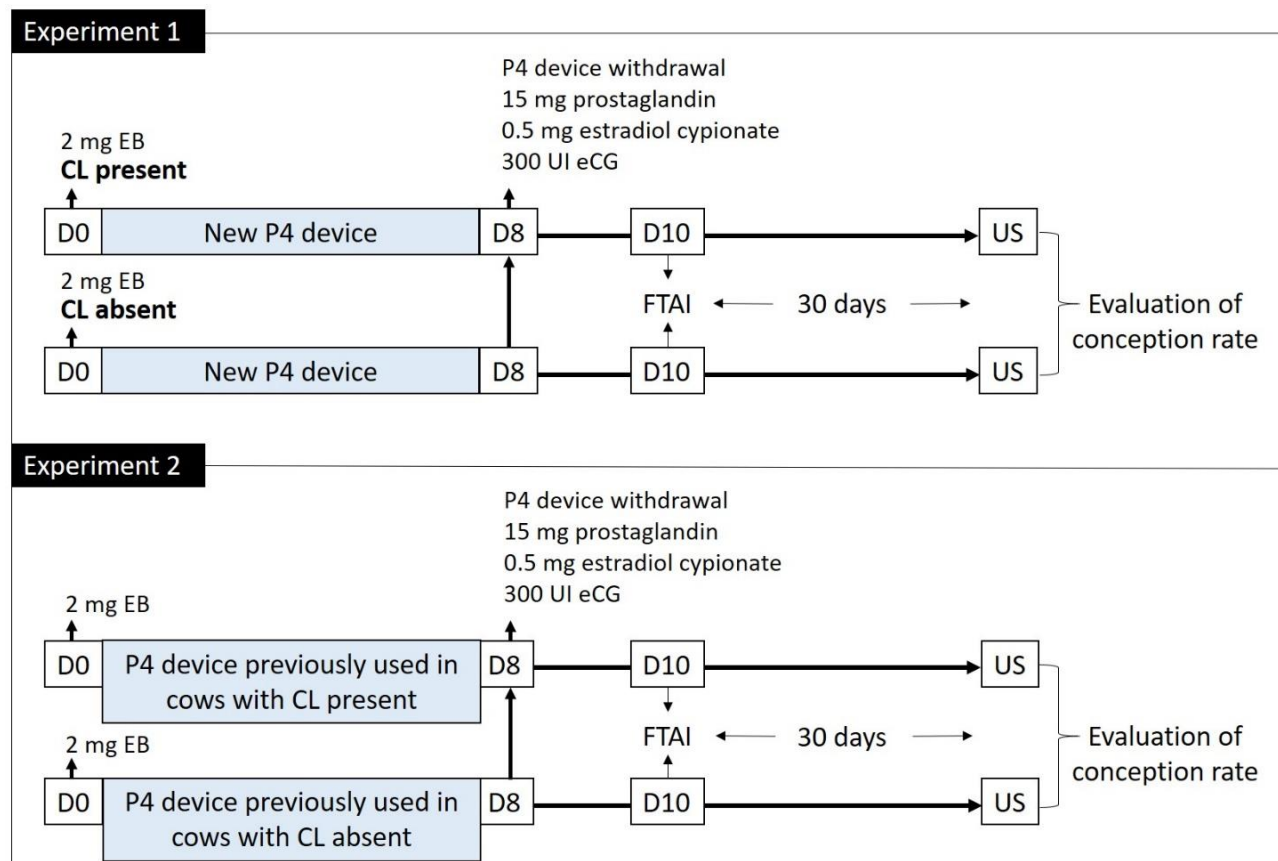 Experiment 1
P4 device withdrawal
15 mg prostaglandin
0.5 mg estradiol cypionate
300 UI eCG
2 mg EB
CL present
D0
New P4 device
D8
D10
US
2 mg EB
CL absent
FTAI
30 days
Evaluation of
conception rate
D0
New P4 device
D8
D10
US
Experiment 2
P4 device withdrawal
15 mg prostaglandin
0.5 mg estradiol cypionate
300 UI eCG
2 mg EB
D0
P4 device previously used in
cows with CL present
D8
D10
US
2 mg EB
FTAI
30 days
Evaluation of
conception rate
D0
P4 device previously used in
cows with CL absent
D8
D10
US